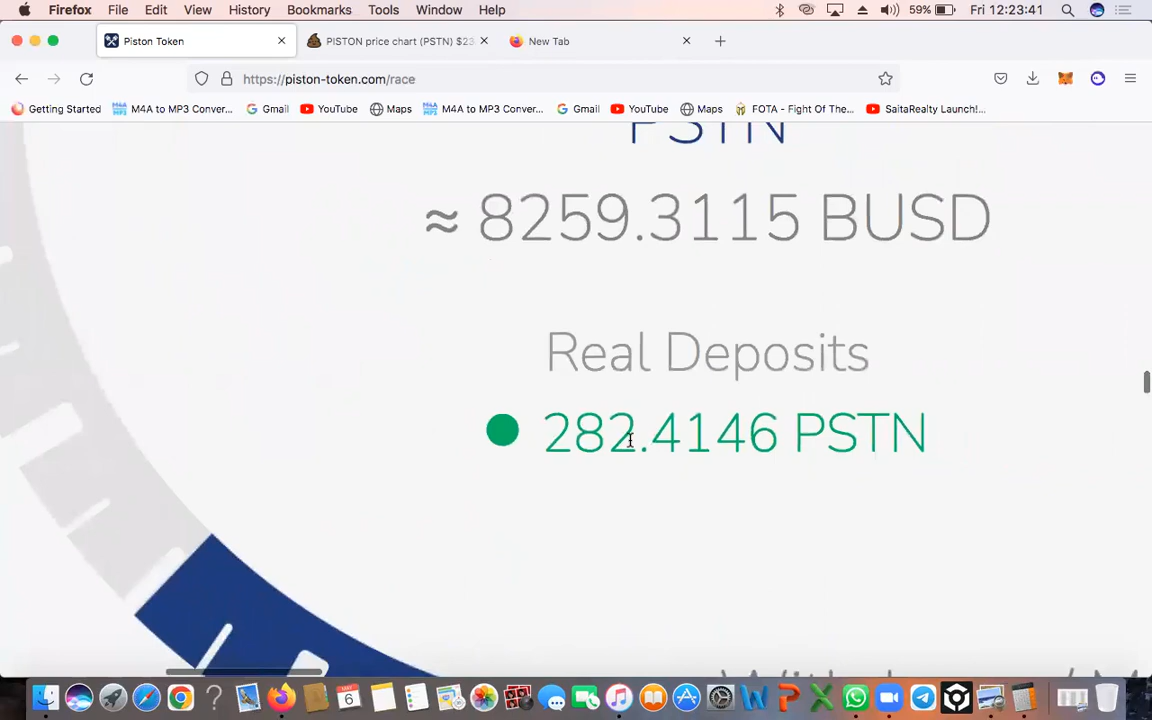 Firefox File Edit View History Bookmarks Tools Window Help 59% Fri 12:23:41
Piston Token PISTON price chart (PSTN) $23 New Tab
https://piston-token.com/race
Getting Started M4A to MP3 Conver... Gmail YouTube Maps M4A to MP3 Conver... Gmail YouTube Maps FOTA - Fight Of The... SaitaRealty Launch!...
PSTN
≈ 8259.3115 BUSD
Real Deposits
282.4146 PSTN
MAY
6